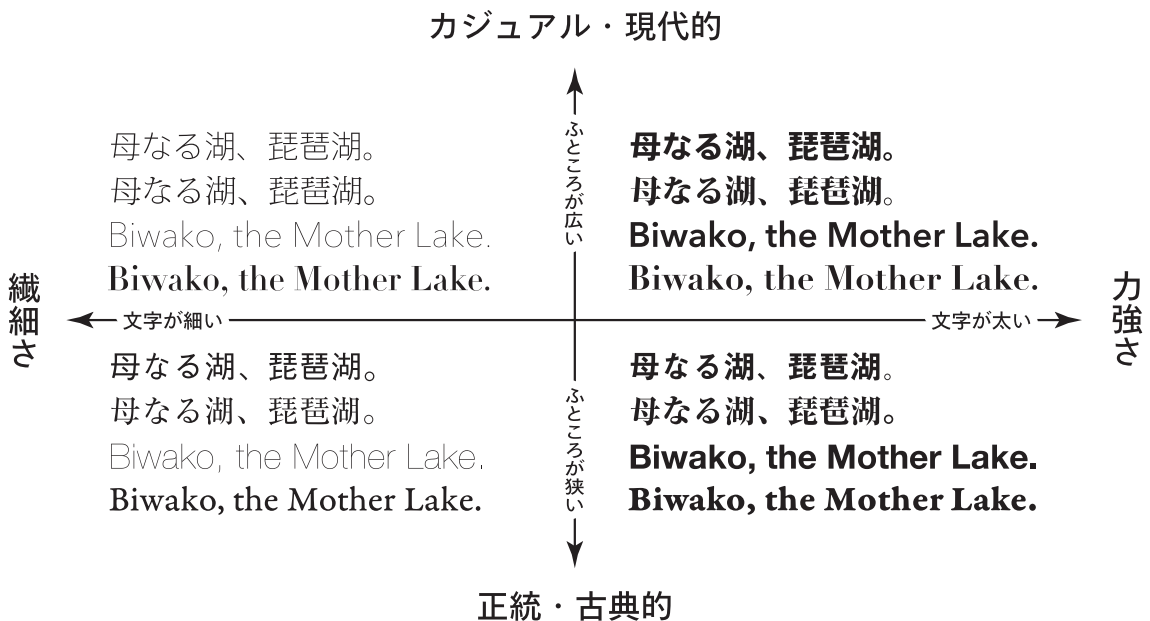 カジュアル・現代的
ふところが広い
母なる湖、琵琶湖。
母なる湖、琵琶湖。
Biwako, the Mother Lake.
Biwako, the Mother Lake.
母なる湖、琵琶湖。
母なる湖、琵琶湖。
Biwako, the Mother Lake.
Biwako, the Mother Lake.
繊細さ
文字が細い
文字が太い
力強さ
母なる湖、琵琶湖。
母なる湖、琵琶湖。
Biwako, the Mother Lake.
Biwako, the Mother Lake.
ふところが狭い
母なる湖、琵琶湖。
母なる湖、琵琶湖。
Biwako, the Mother Lake.
Biwako, the Mother Lake.
正統・古典的